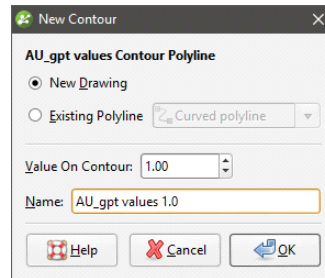 New Contour
AU_gpt values Contour Polyline
New Drawing
Existing Polyline Curved polyline
Value On Contour: 1.00
Name: AU_gpt values 1.0
Help Cancel OK